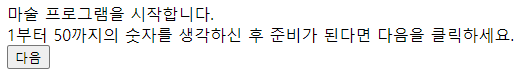 마술 프로그램을 시작합니다.
1부터 50까지의 숫자를 생각하신 후 준비가 된다면 다음을 클릭하세요.
다음